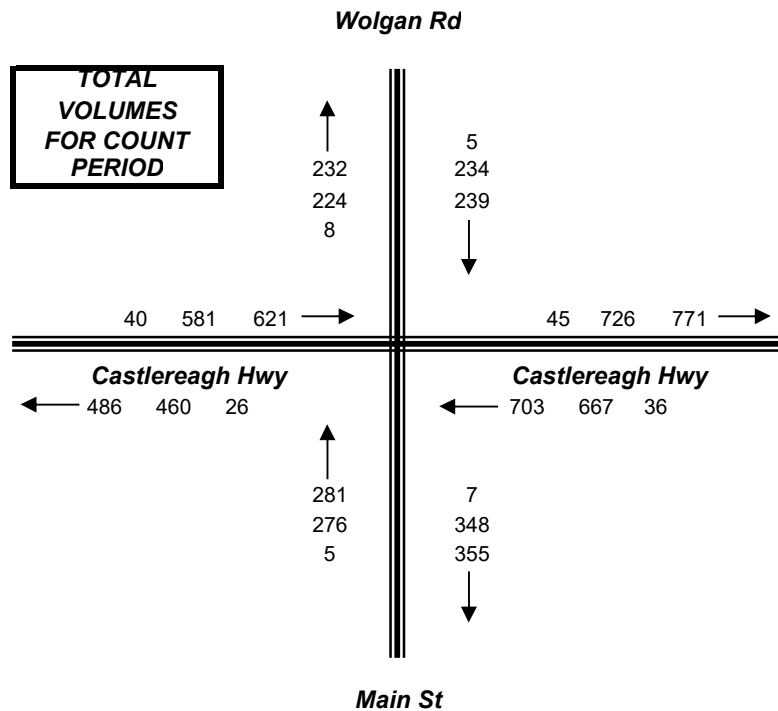 Wolgan Rd
TOTAL
VOLUMES
FOR COUNT
PERIOD
232
224
8
5
234
239
40 581 621
45 726 771
Castlereagh Hwy
Castlereagh Hwy
486 460 26
703 667 36
281
276
5
7
348
355
Main St